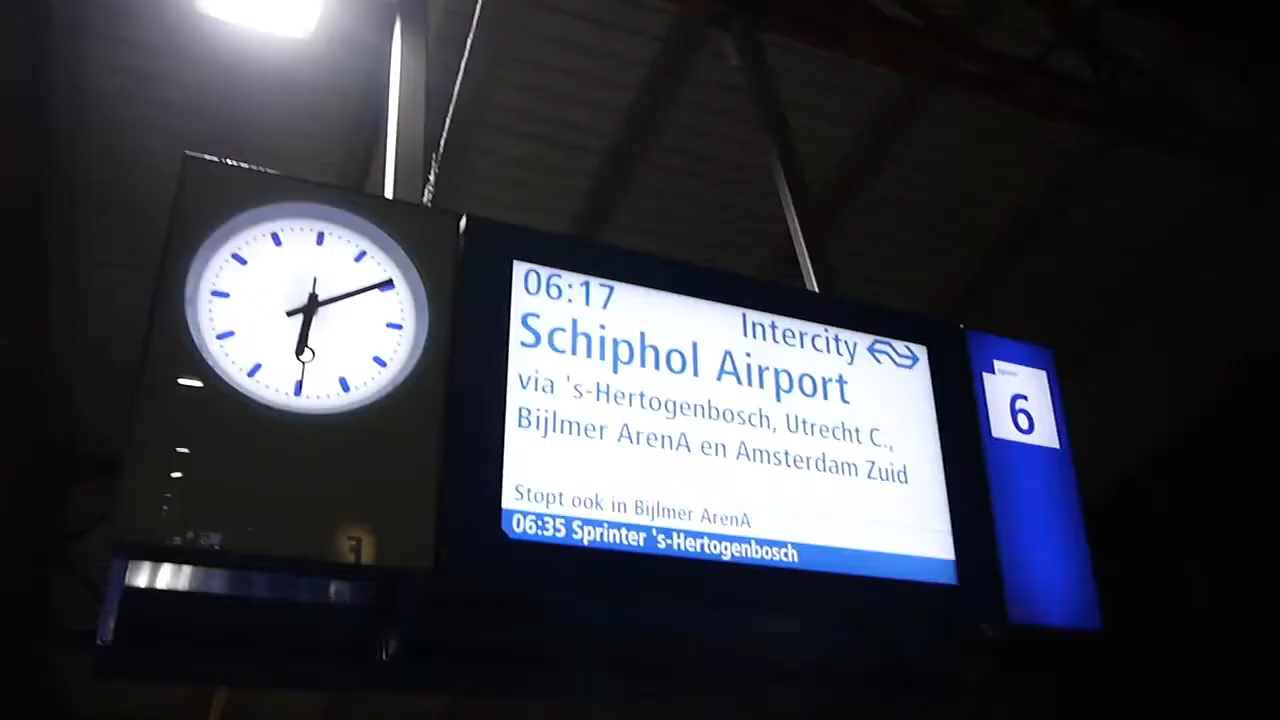 06:17
Intercity
Schiphol Airport
via 's-Hertogenbosch, Utrecht C.,
Bijlmer ArenA en Amsterdam Zuid
Stopt ook in Bijlmer ArenA
06:35 Sprinter 's-Hertogenbosch
6